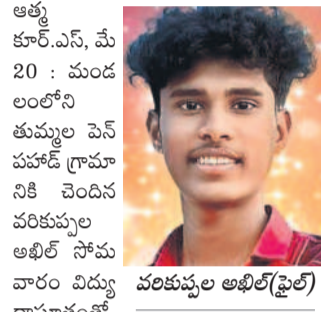 ఆత్మ
కూర్.ఎస్, మే
20 : మండ
లంలోని
తుమ్మల పెన్
పహాడ్ గ్రామా
నికి చెందిన
వరికుప్పల
అఖిల్ సోమ
వారం విద్యు
వరికుప్పల అఖిల్(ఫైల్)